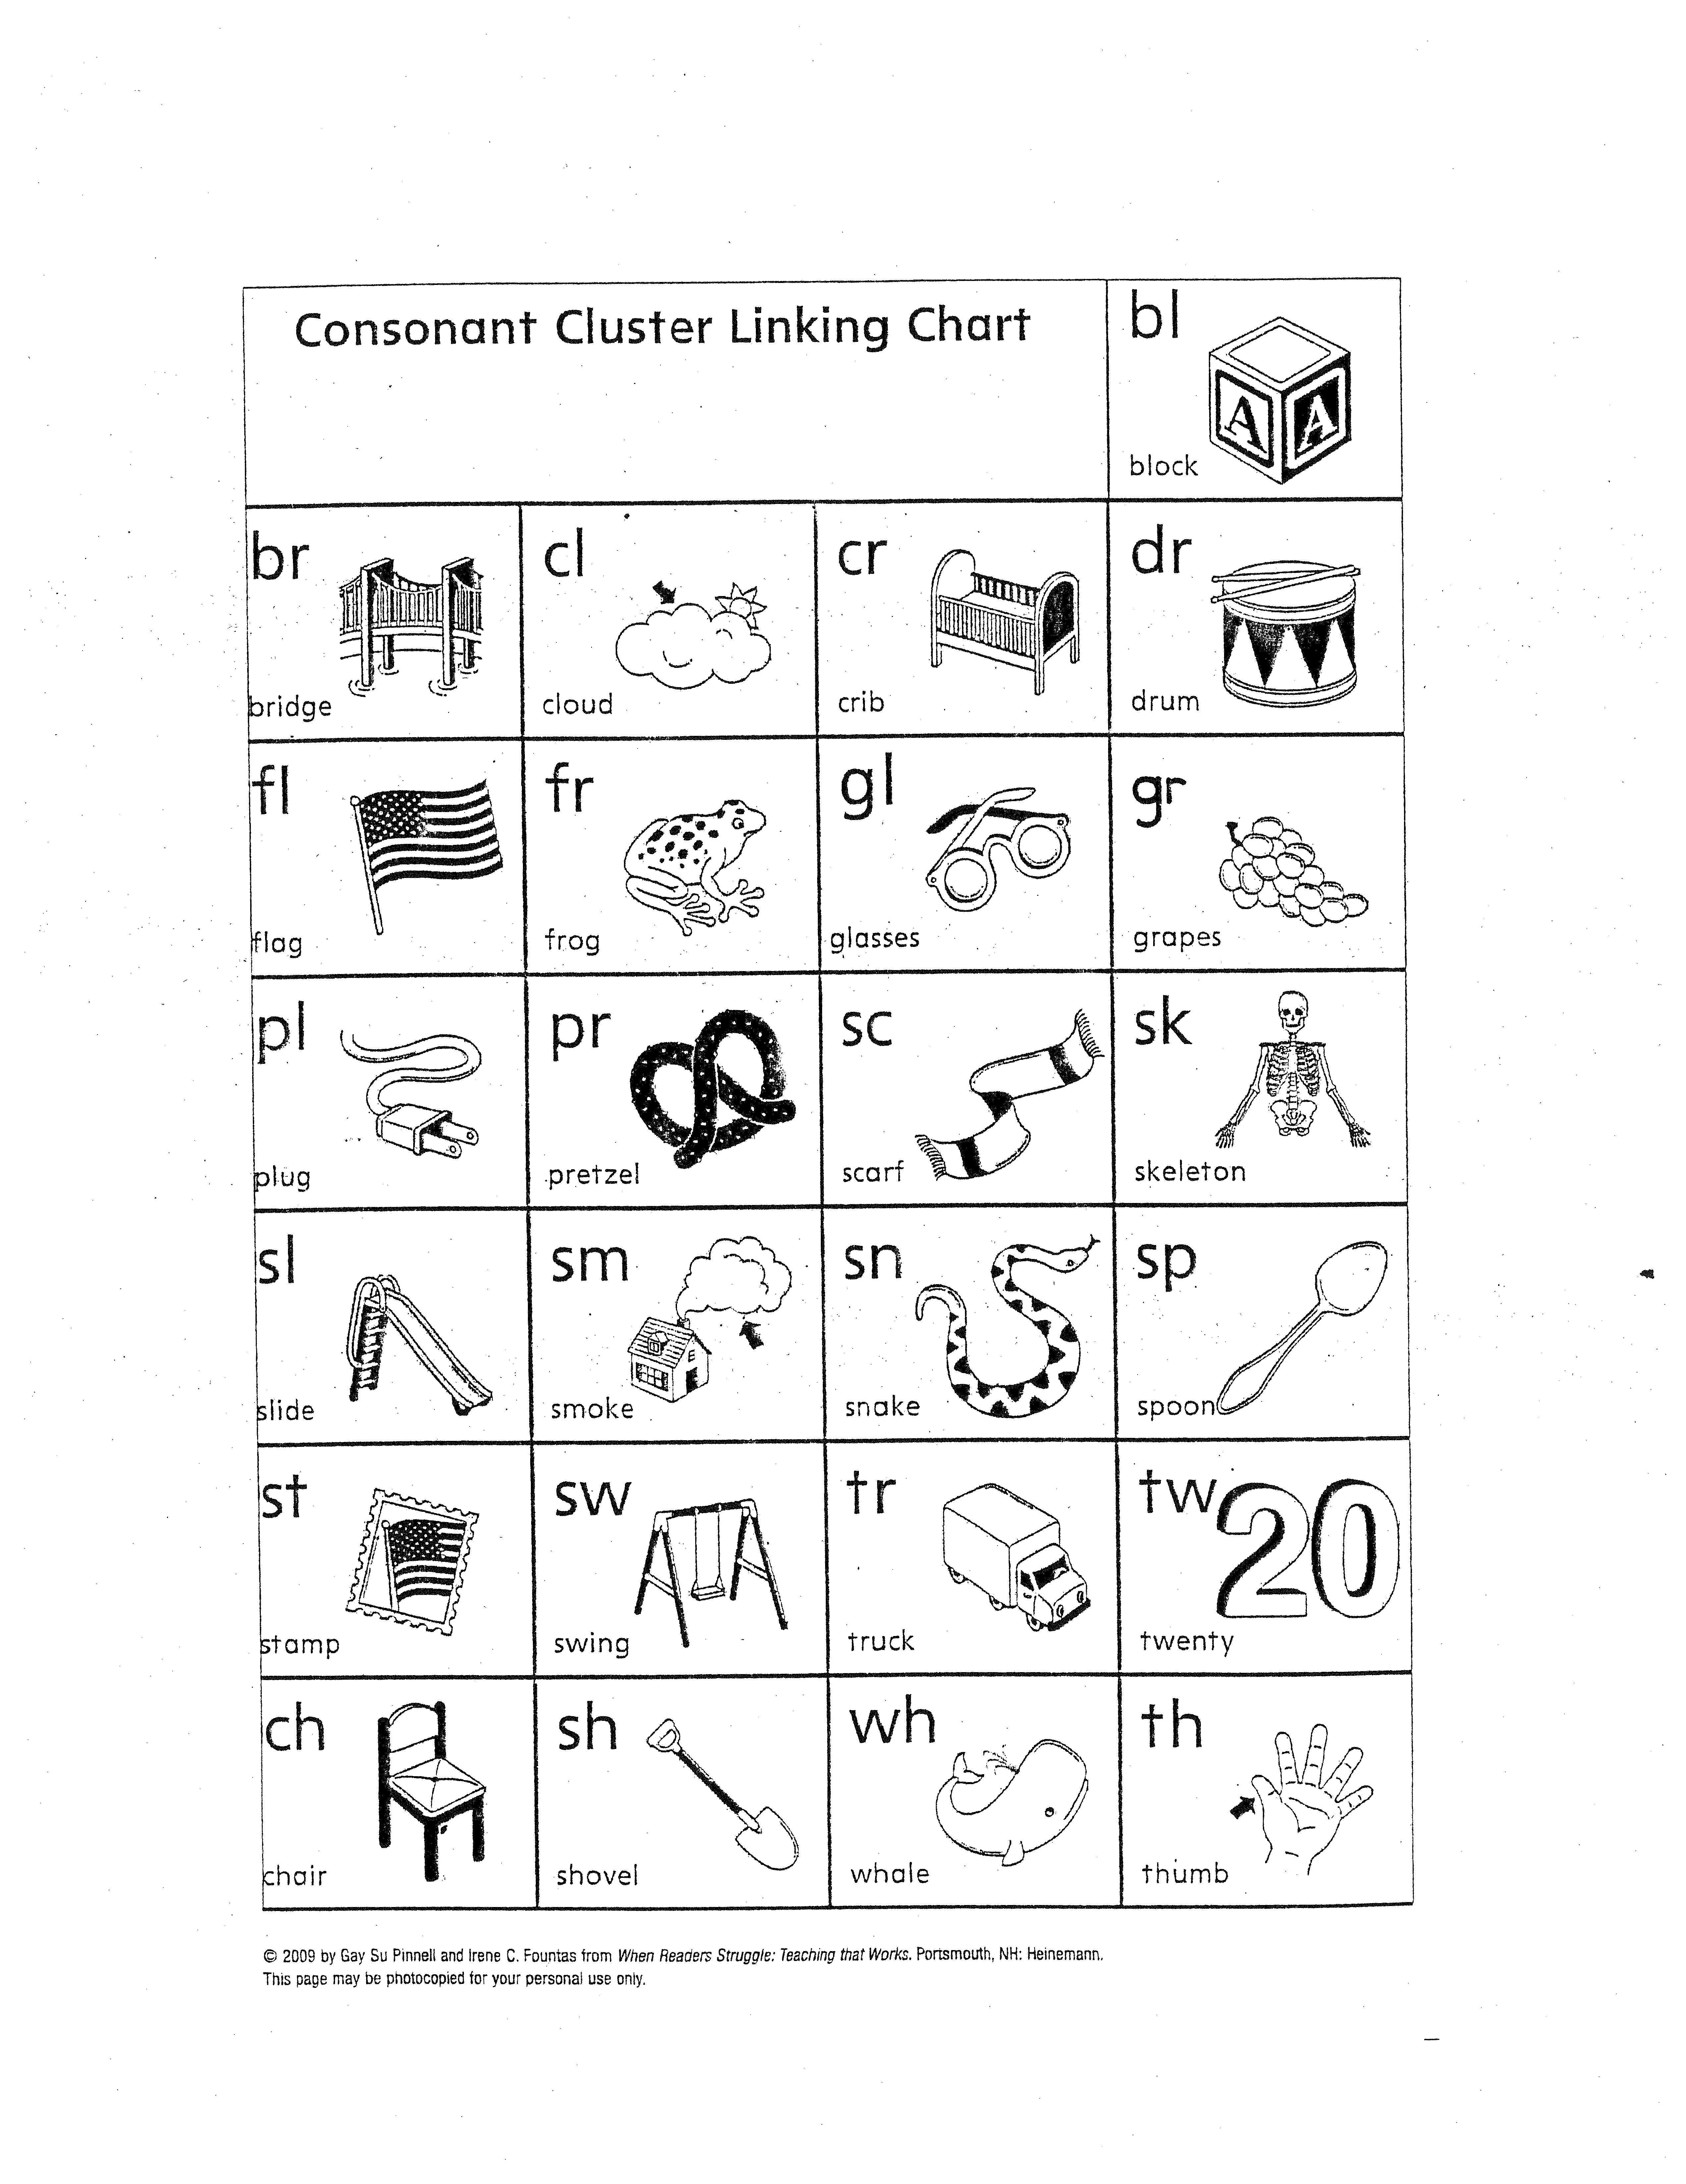 Consonant Cluster Linking Chart
bl
A A
block
br cl cr dr
bridge cloud crib drum
fl fr gl gr
flag frog glasses grapes
pl pr sc sk
plug pretzel scarf skeleton
sl sm sn sp
slide smoke snake spoon
st sw tr tw
20
stamp swing truck twenty
ch sh wh th
chair shovel whale thumb
© 2009 by Gay Su Pinnell and Irene C. Fountas from When Readers Struggle: Teaching that Works. Portsmouth, NH: Heinemann.
This page may be photocopied for your personal use only.